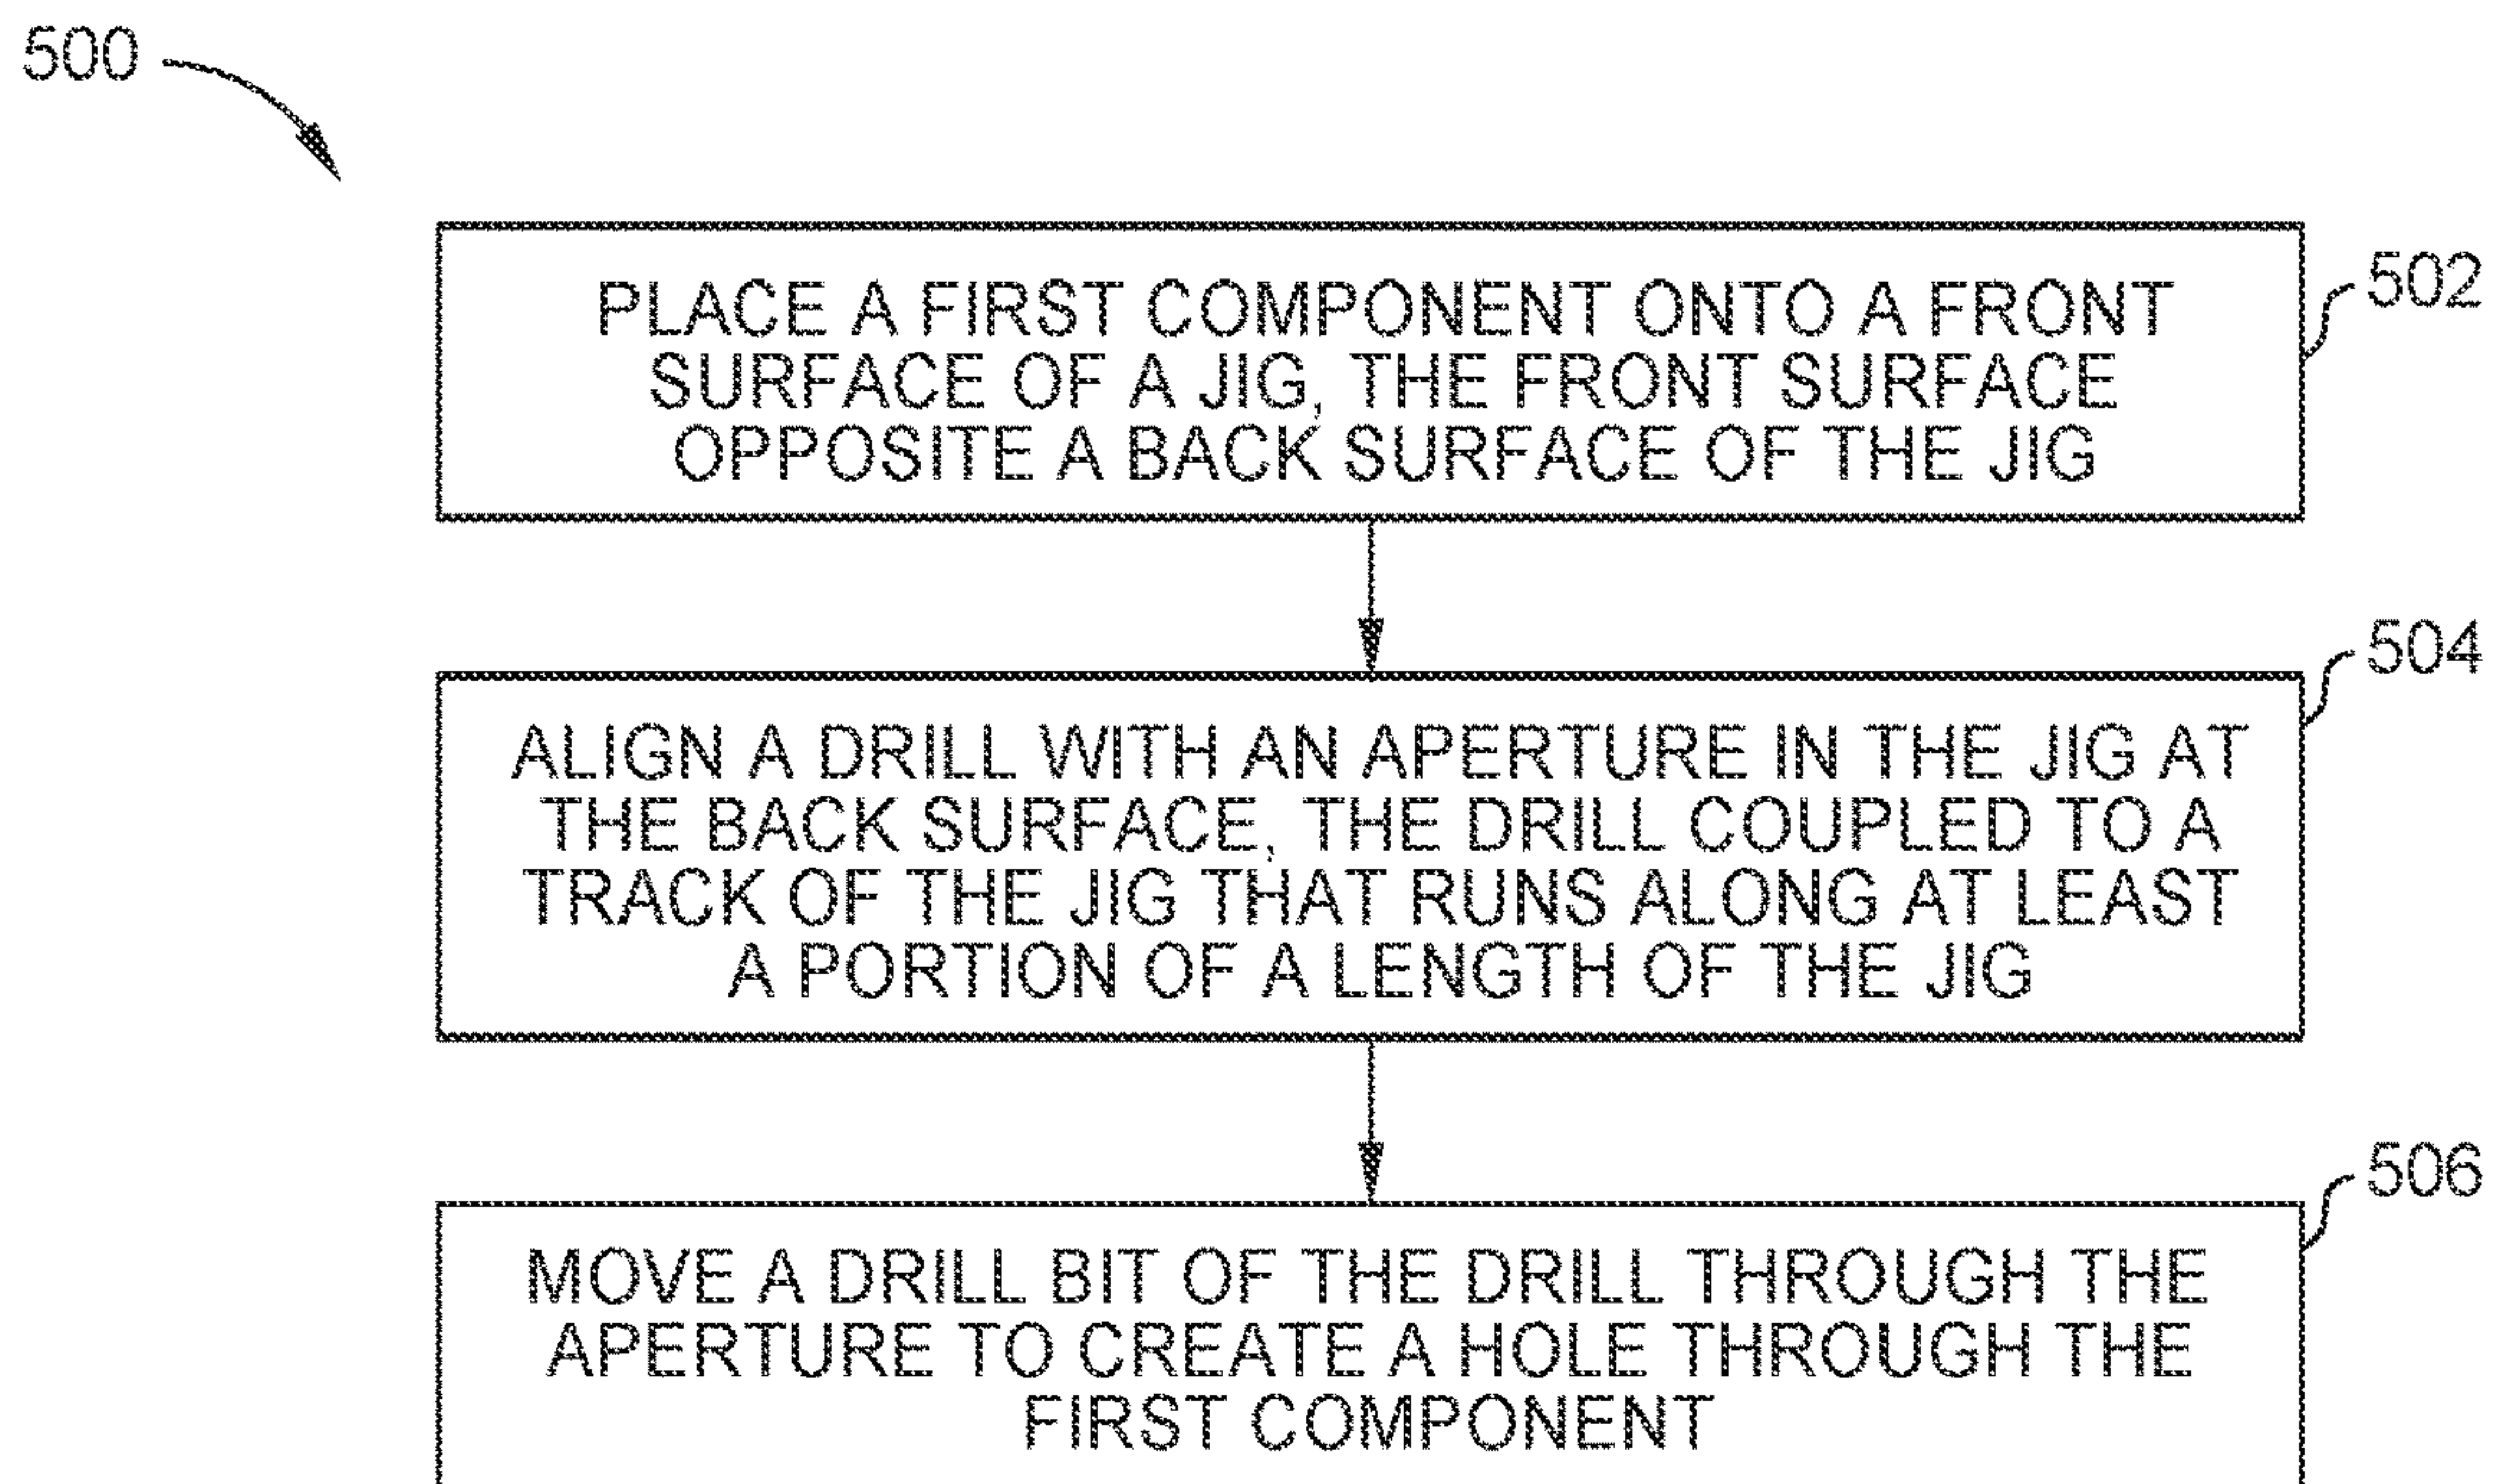 500
PLACE A FIRST COMPONENT ONTO A FRONT
SURFACE OF A JIG, THE FRONT SURFACE
OPPOSITE A BACK SURFACE OF THE JIG
502
ALIGN A DRILL WITH AN APERTURE IN THE JIG AT
THE BACK SURFACE, THE DRILL COUPLED TO A
TRACK OF THE JIG THAT RUNS ALONG AT LEAST
A PORTION OF A LENGTH OF THE JIG
504
MOVE A DRILL BIT OF THE DRILL THROUGH THE
APERTURE TO CREATE A HOLE THROUGH THE
FIRST COMPONENT
506